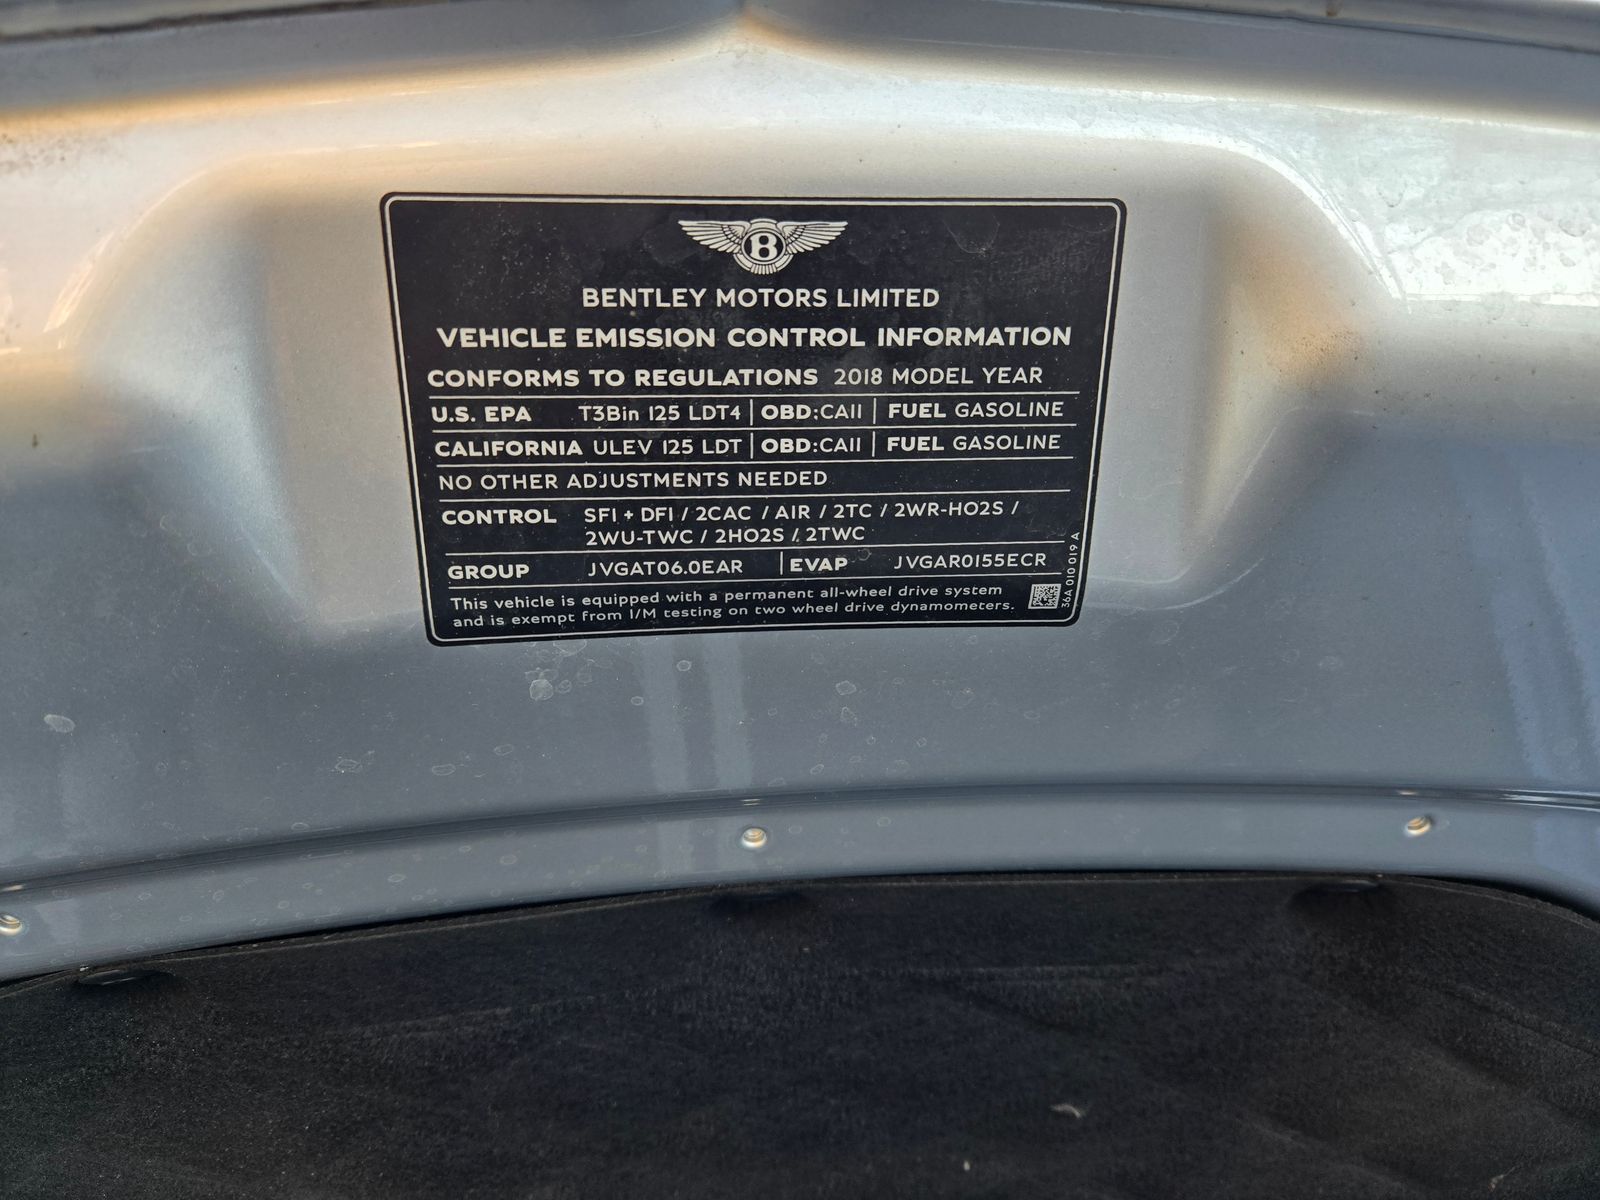 B
BENTLEY MOTORS LIMITED
VEHICLE EMISSION CONTROL INFORMATION
CONFORMS TO REGULATIONS 2018 MODEL YEAR
U.S. EPA T3Bin 125 LDT4 | OBD:CAII | FUEL GASOLINE
CALIFORNIA ULEV 125 LDT | OBD:CAII | FUEL GASOLINE
NO OTHER ADJUSTMENTS NEEDED
CONTROL SFI + DFI / 2CAC / AIR / 2TC / 2WR-HO2S /
2WU-TWC / 2HO2S / 2TWC
GROUP JVGAT06.0EAR | EVAP JVGAR0155ECR
This vehicle is equipped with a permanent all-wheel drive system
and is exempt from I/M testing on two wheel drive dynamometers.
36A 010 019 A